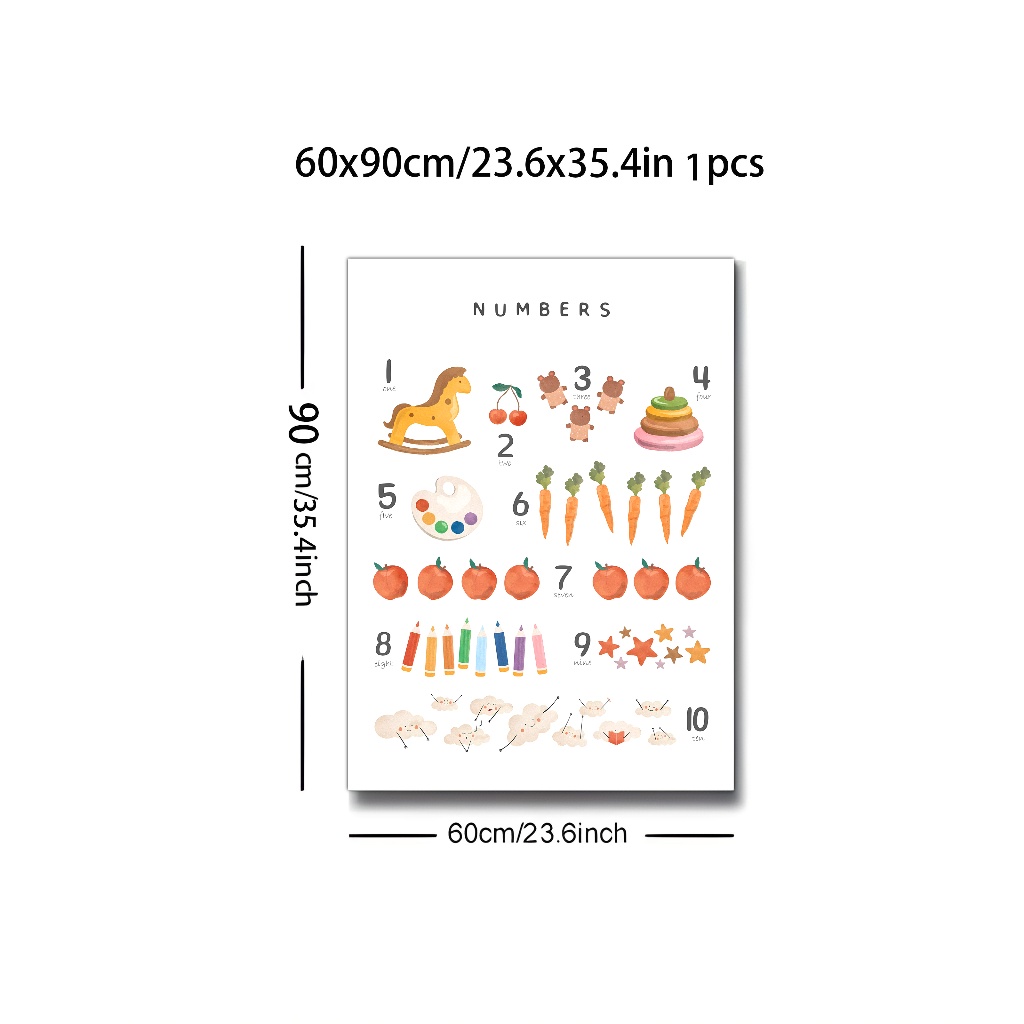 60x90cm/23.6x35.4in 1pcs
90 cm/35.4inch
NUMBERS
1
one
2
two
3
three
4
four
5
five
6
six
7
seven
8
eight
9
nine
10
ten
60cm/23.6inch